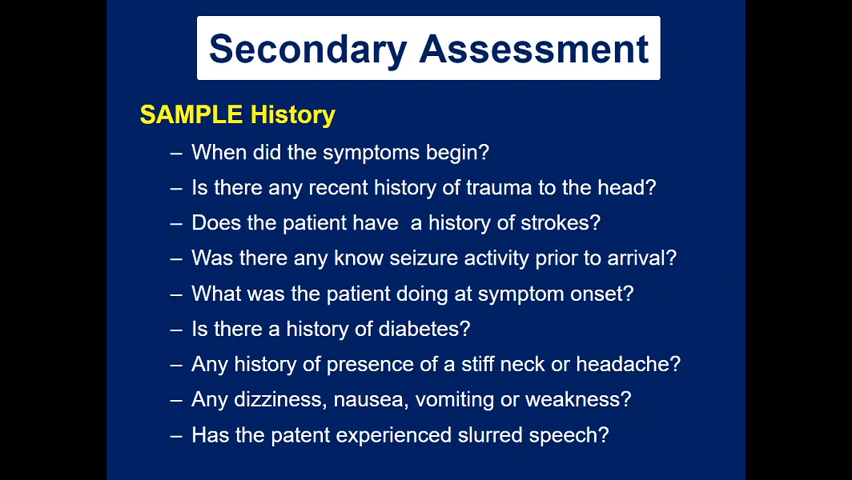 Secondary Assessment
SAMPLE History
– When did the symptoms begin?
– Is there any recent history of trauma to the head?
– Does the patient have a history of strokes?
– Was there any know seizure activity prior to arrival?
– What was the patient doing at symptom onset?
– Is there a history of diabetes?
– Any history of presence of a stiff neck or headache?
– Any dizziness, nausea, vomiting or weakness?
– Has the patent experienced slurred speech?